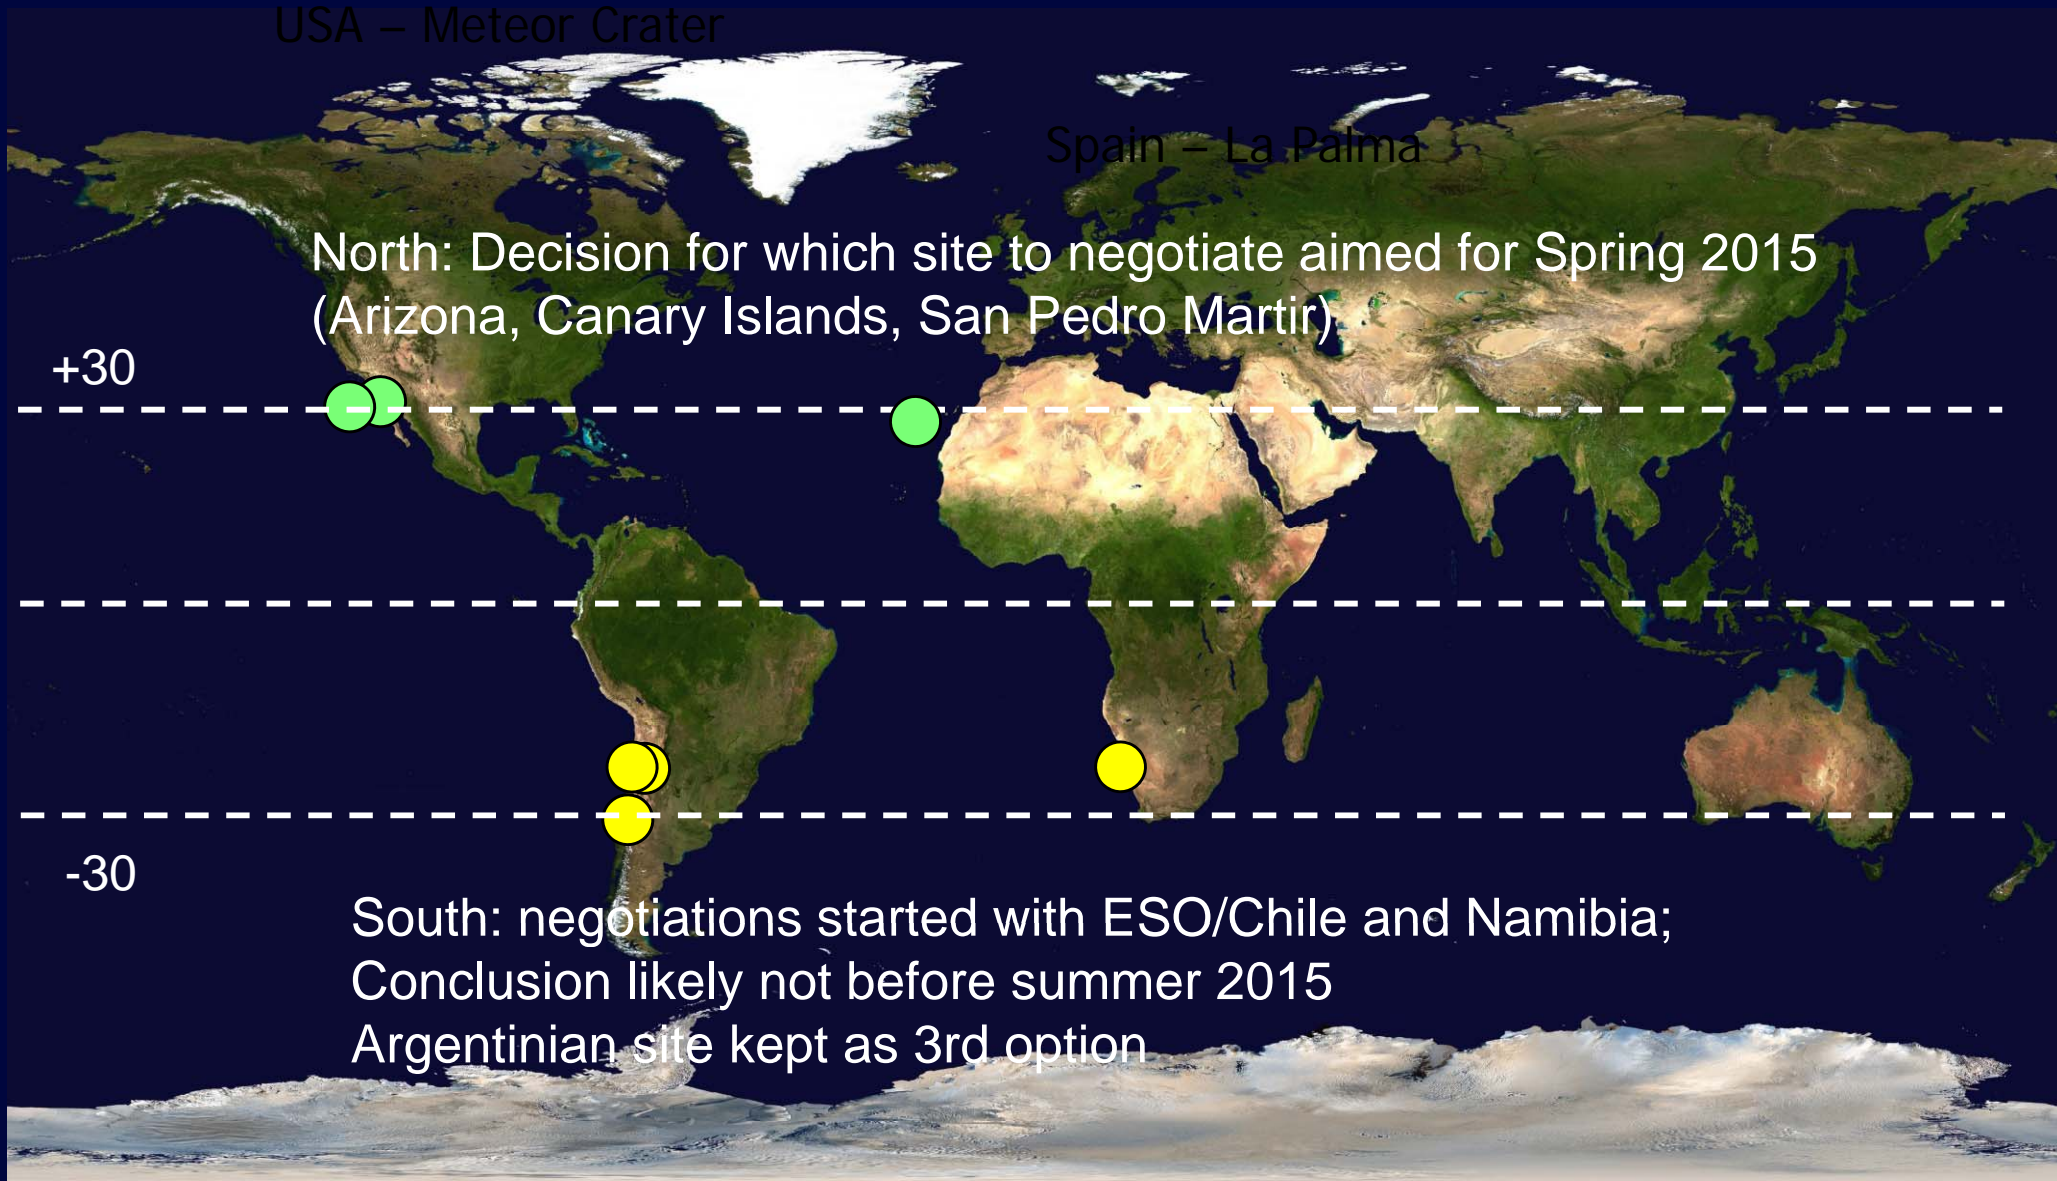 USA – Meteor Crater
Spain – La Palma
North: Decision for which site to negotiate aimed for Spring 2015
(Arizona, Canary Islands, San Pedro Martir)
+30
-30
South: negotiations started with ESO/Chile and Namibia;
Conclusion likely not before summer 2015
Argentinian site kept as 3rd option